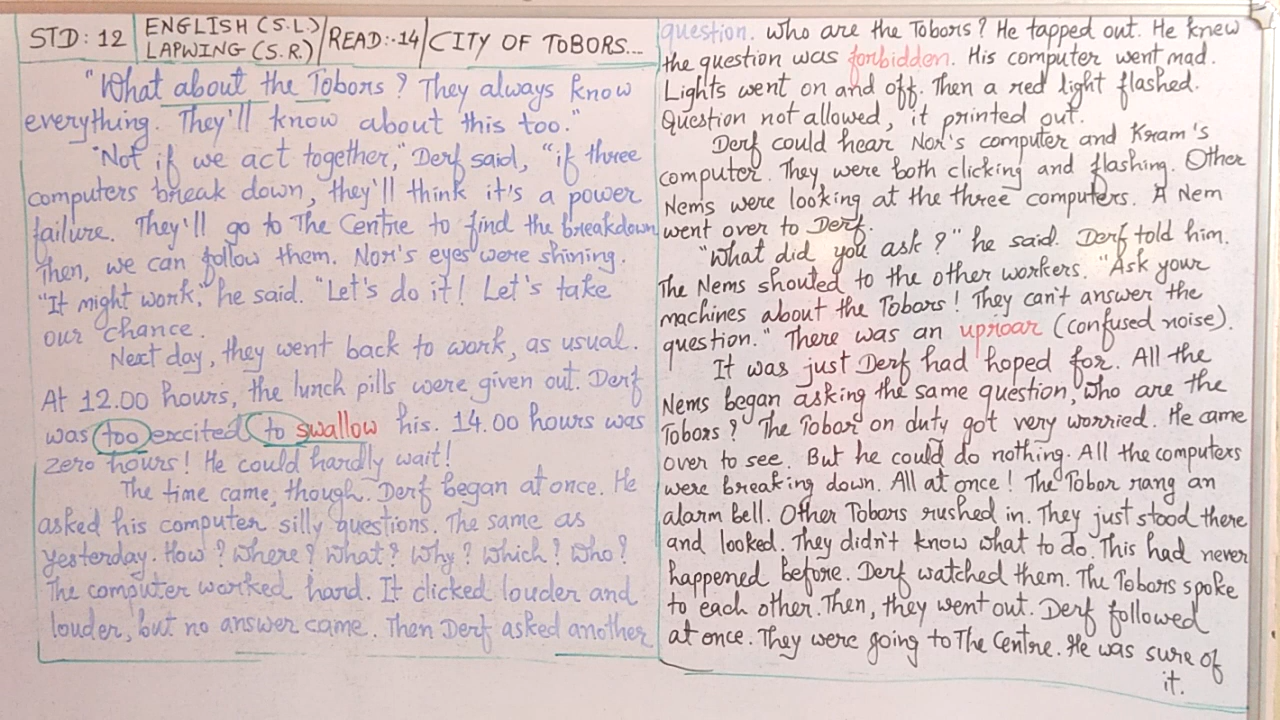 STD: 12
ENGLISH (S.L.)
LAPWING (S.R.)
READ:-14
CITY OF TOBORS...
"What about the Tobors? They always know
everything. They'll know about this too."
"Not if we act together," Derf said, "if three
computers break down, they'll think it's a power
failure. They'll go to The Centre to find the breakdown
Then, we can follow them. Nor's eyes were shining.
"It might work," he said. "Let's do it! Let's take
our chance.
Next day, they went back to work, as usual.
At 12.00 hours, the lunch pills were given out. Derf
was too excited to swallow his. 14.00 hours was
zero hours! He could hardly wait!
The time came, though. Derf began at once. He
asked his computer silly questions. The same as
yesterday. How? Where? What? Why? Which? Who?
The computer worked hard. It clicked louder and
louder, but no answer came. Then Derf asked another
question. Who are the Tobors? He tapped out. He knew
the question was forbidden. His computer went mad.
Lights went on and off. Then a red light flashed.
Question not allowed, it printed out.
Derf could hear Nor's computer and Kram's
computer. They were both clicking and flashing. Other
Nems were looking at the three computers. A Nem
went over to Derf.
"What did you ask?" he said. Derf told him.
The Nems shouted to the other workers. "Ask your
machines about the Tobors! They can't answer the
question." There was an uproar (confused noise).
It was just Derf had hoped for. All the
Nems began asking the same question, Who are the
Tobors? The Tobor on duty got very worried. He came
over to see. But he could do nothing. All the computers
were breaking down. All at once! The Tobor rang an
alarm bell. Other Tobors rushed in. They just stood there
and looked. They didn't know what to do. This had never
happened before. Derf watched them. The Tobors spoke
to each other. Then, they went out. Derf followed
at once. They were going to The Centre. He was sure of
it.